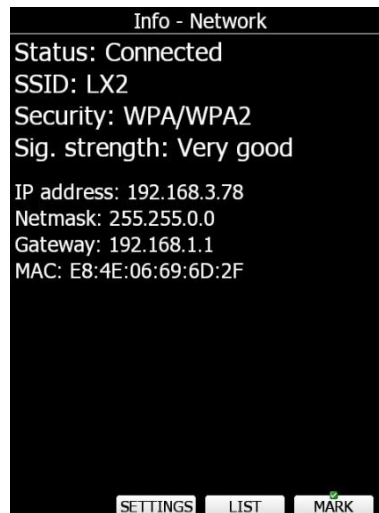 Info - Network
Status: Connected
SSID: LX2
Security: WPA/WPA2
Sig. strength: Very good
IP address: 192.168.3.78
Netmask: 255.255.0.0
Gateway: 192.168.1.1
MAC: E8:4E:06:69:6D:2F
SETTINGS LIST MARK